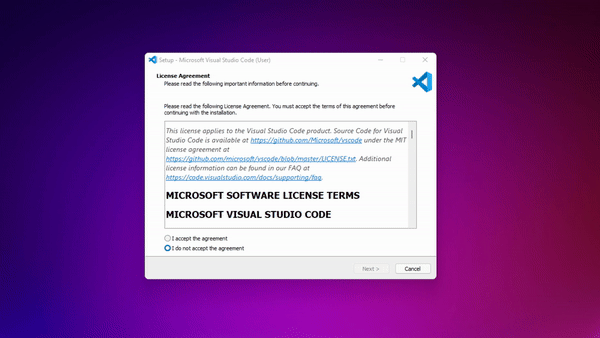 Setup - Microsoft Visual Studio Code (User)
License Agreement
Please read the following important information before continuing.
Please read the following License Agreement. You must accept the terms of this agreement before
continuing with the installation.
This license applies to the Visual Studio Code product. Source Code for Visual
Studio Code is available at https://github.com/Microsoft/vscode under the MIT
license agreement at
https://github.com/microsoft/vscode/blob/master/LICENSE.txt. Additional
license information can be found in our FAQ at
https://code.visualstudio.com/docs/supporting/faq.
MICROSOFT SOFTWARE LICENSE TERMS
MICROSOFT VISUAL STUDIO CODE
I accept the agreement
I do not accept the agreement
Next >
Cancel